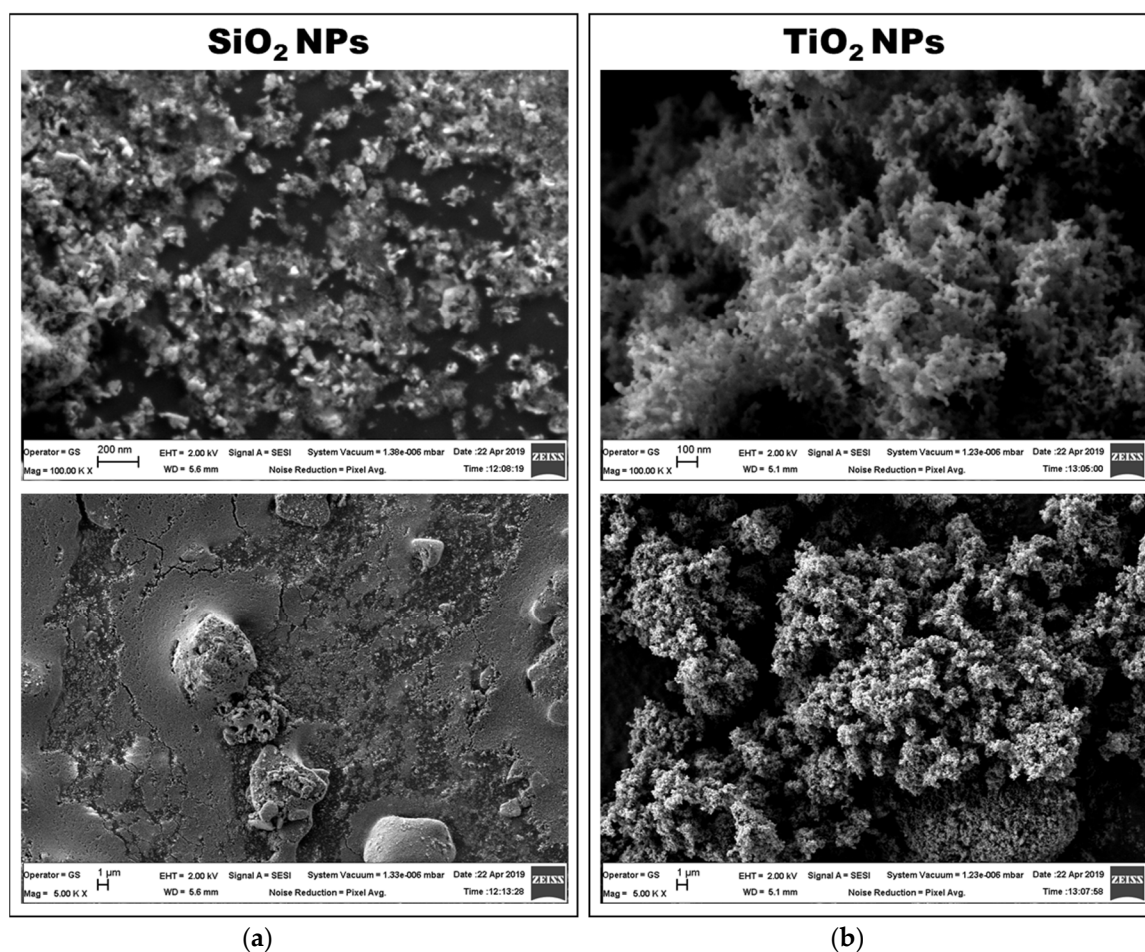 SiO2 NPs
Operator = GS 200 nm EHT = 2.00 kV Signal A = SESI System Vacuum = 1.38e-006 mbar Date :22 Apr 2019
Mag = 100.00 K X WD = 5.6 mm Noise Reduction = Pixel Avg. Time :12:08:19 ZEISS
Operator = GS 1 µm EHT = 2.00 kV Signal A = SESI System Vacuum = 1.33e-006 mbar Date :22 Apr 2019
Mag = 5.00 K X WD = 5.6 mm Noise Reduction = Pixel Avg. Time :12:13:28 ZEISS
(a)
TiO2 NPs
Operator = GS 100 nm EHT = 2.00 kV Signal A = SESI System Vacuum = 1.23e-006 mbar Date :22 Apr 2019
Mag = 100.00 K X WD = 5.1 mm Noise Reduction = Pixel Avg. Time :13:05:00 ZEISS
Operator = GS 1 µm EHT = 2.00 kV Signal A = SESI System Vacuum = 1.23e-006 mbar Date :22 Apr 2019
Mag = 5.00 K X WD = 5.1 mm Noise Reduction = Pixel Avg. Time :13:07:58 ZEISS
(b)